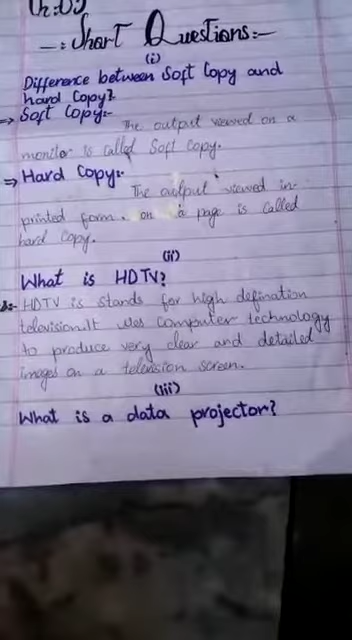 Ch:05
-: Short Questions:-
(i)
Difference between Soft Copy and
hard Copy?
⇒ Soft Copy:-
The output viewed on a
monitor is called Soft Copy.
⇒ Hard Copy:-
The output viewed in
printed form. on a page is called
hard copy.
(ii)
What is HDTV?
HDTV is stands for high defination
television.It uses Computer technology
to produce very clear and detailed
images on a telension screen.
(iii)
What is a data projector?